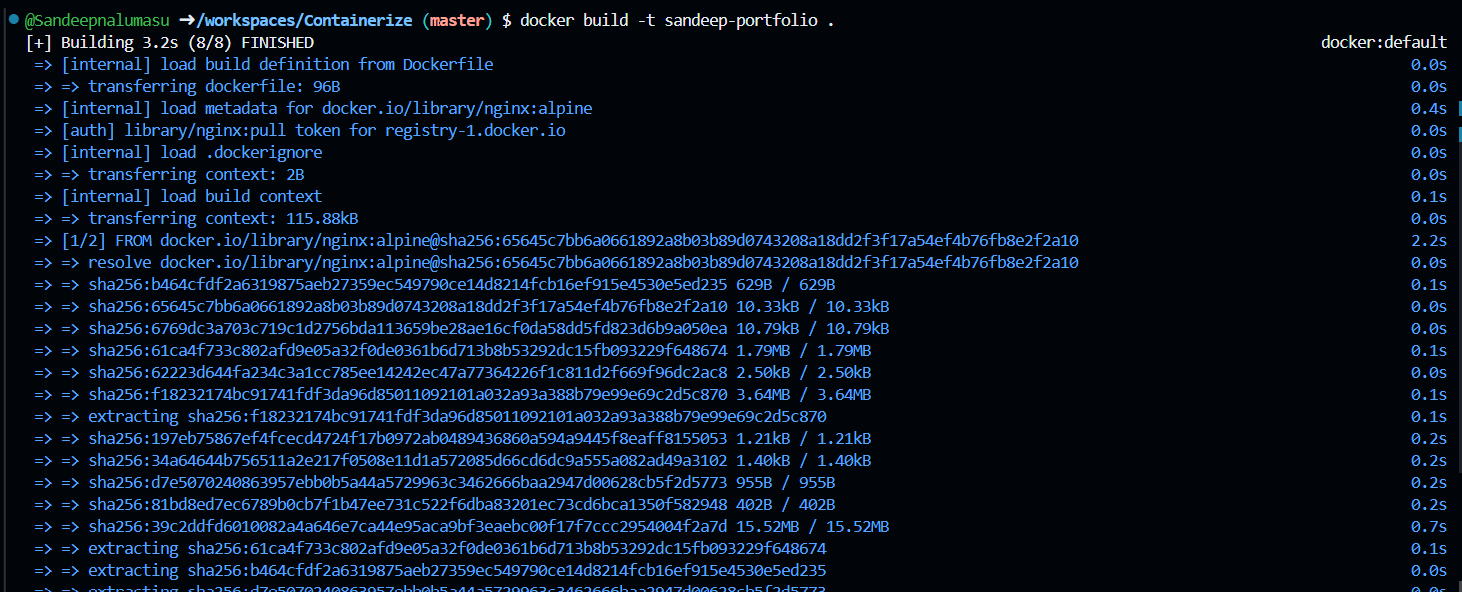 @Sandeepnalumasu ➜/workspaces/Containerize (master) $ docker build -t sandeep-portfolio .
[+] Building 3.2s (8/8) FINISHED docker:default
=> [internal] load build definition from Dockerfile 0.0s
=> => transferring dockerfile: 96B 0.0s
=> [internal] load metadata for docker.io/library/nginx:alpine 0.4s
=> [auth] library/nginx:pull token for registry-1.docker.io 0.0s
=> [internal] load .dockerignore 0.0s
=> => transferring context: 2B 0.0s
=> [internal] load build context 0.1s
=> => transferring context: 115.88kB 0.0s
=> [1/2] FROM docker.io/library/nginx:alpine@sha256:65645c7bb6a0661892a8b03b89d0743208a18dd2f3f17a54ef4b76fb8e2f2a10 2.2s
=> => resolve docker.io/library/nginx:alpine@sha256:65645c7bb6a0661892a8b03b89d0743208a18dd2f3f17a54ef4b76fb8e2f2a10 0.0s
=> => sha256:b464cfdf2a6319875aeb27359ec549790ce14d8214fcb16ef915e4530e5ed235 629B / 629B 0.1s
=> => sha256:65645c7bb6a0661892a8b03b89d0743208a18dd2f3f17a54ef4b76fb8e2f2a10 10.33kB / 10.33kB 0.0s
=> => sha256:6769dc3a703c719c1d2756bda113659be28ae16cf0da58dd5fd823d6b9a050ea 10.79kB / 10.79kB 0.0s
=> => sha256:61ca4f733c802afd9e05a32f0de0361b6d713b8b53292dc15fb093229f648674 1.79MB / 1.79MB 0.1s
=> => sha256:62223d644fa234c3a1cc785ee14242ec47a77364226f1c811d2f669f96dc2ac8 2.50kB / 2.50kB 0.0s
=> => sha256:f18232174bc91741fdf3da96d85011092101a032a93a388b79e99e69c2d5c870 3.64MB / 3.64MB 0.1s
=> => extracting sha256:f18232174bc91741fdf3da96d85011092101a032a93a388b79e99e69c2d5c870 0.1s
=> => sha256:197eb75867ef4fcecd4724f17b0972ab0489436860a594a9445f8eaff8155053 1.21kB / 1.21kB 0.2s
=> => sha256:34a64644b756511a2e217f0508e11d1a572085d66cd6dc9a555a082ad49a3102 1.40kB / 1.40kB 0.2s
=> => sha256:d7e5070240863957ebb0b5a44a5729963c3462666baa2947d00628cb5f2d5773 955B / 955B 0.2s
=> => sha256:81bd8ed7ec6789b0cb7f1b47ee731c522f6dba83201ec73cd6bca1350f582948 402B / 402B 0.2s
=> => sha256:39c2ddfd6010082a4a646e7ca44e95aca9bf3eaebc00f17f7ccc2954004f2a7d 15.52MB / 15.52MB 0.7s
=> => extracting sha256:61ca4f733c802afd9e05a32f0de0361b6d713b8b53292dc15fb093229f648674 0.1s
=> => extracting sha256:b464cfdf2a6319875aeb27359ec549790ce14d8214fcb16ef915e4530e5ed235 0.0s
=> => extracting sha256:d7e5070240863957ebb0b5a44a5729963c3462666baa2947d00628cb5f2d5773 0.0s